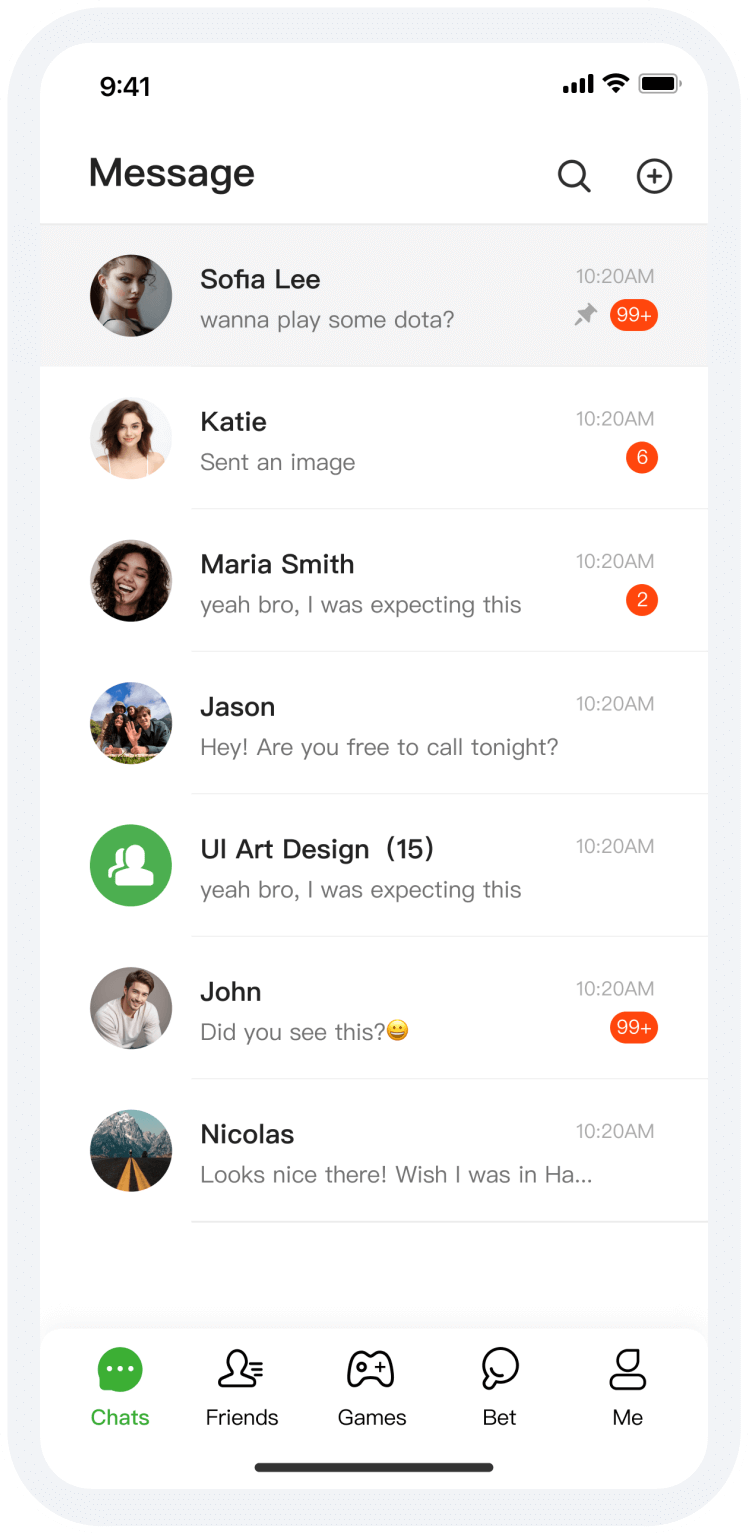 9:41
Message
Sofia Lee
10:20AM
wanna play some dota?
99+
Katie
10:20AM
Sent an image
6
Maria Smith
10:20AM
yeah bro, I was expecting this
2
Jason
10:20AM
Hey! Are you free to call tonight?
UI Art Design（15）
10:20AM
yeah bro, I was expecting this
John
10:20AM
Did you see this?😀
99+
Nicolas
10:20AM
Looks nice there! Wish I was in Ha...
Chats
Friends
Games
Bet
Me